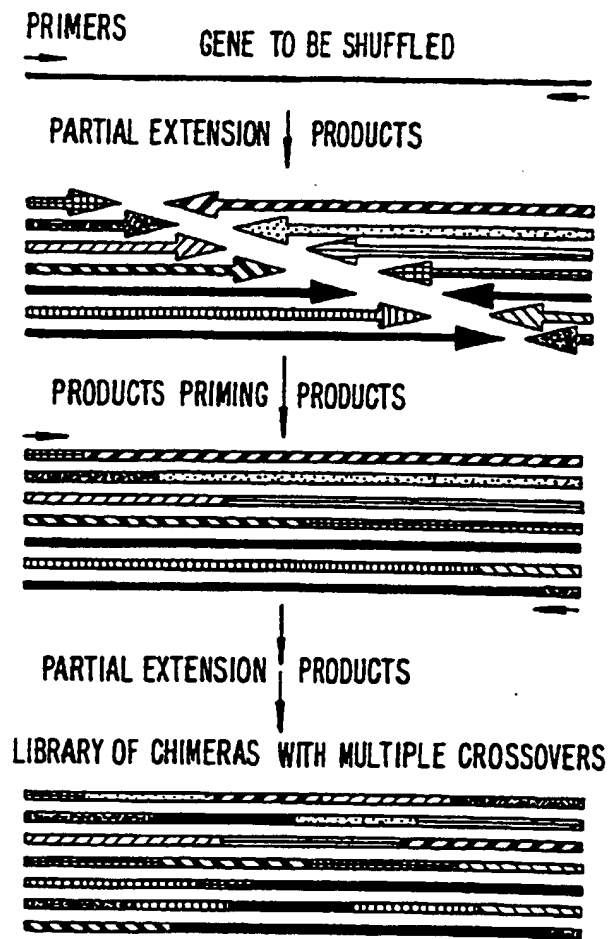 PRIMERS
GENE TO BE SHUFFLED
PARTIAL EXTENSION PRODUCTS
PRODUCTS PRIMING PRODUCTS
PARTIAL EXTENSION PRODUCTS
LIBRARY OF CHIMERAS WITH MULTIPLE CROSSOVERS